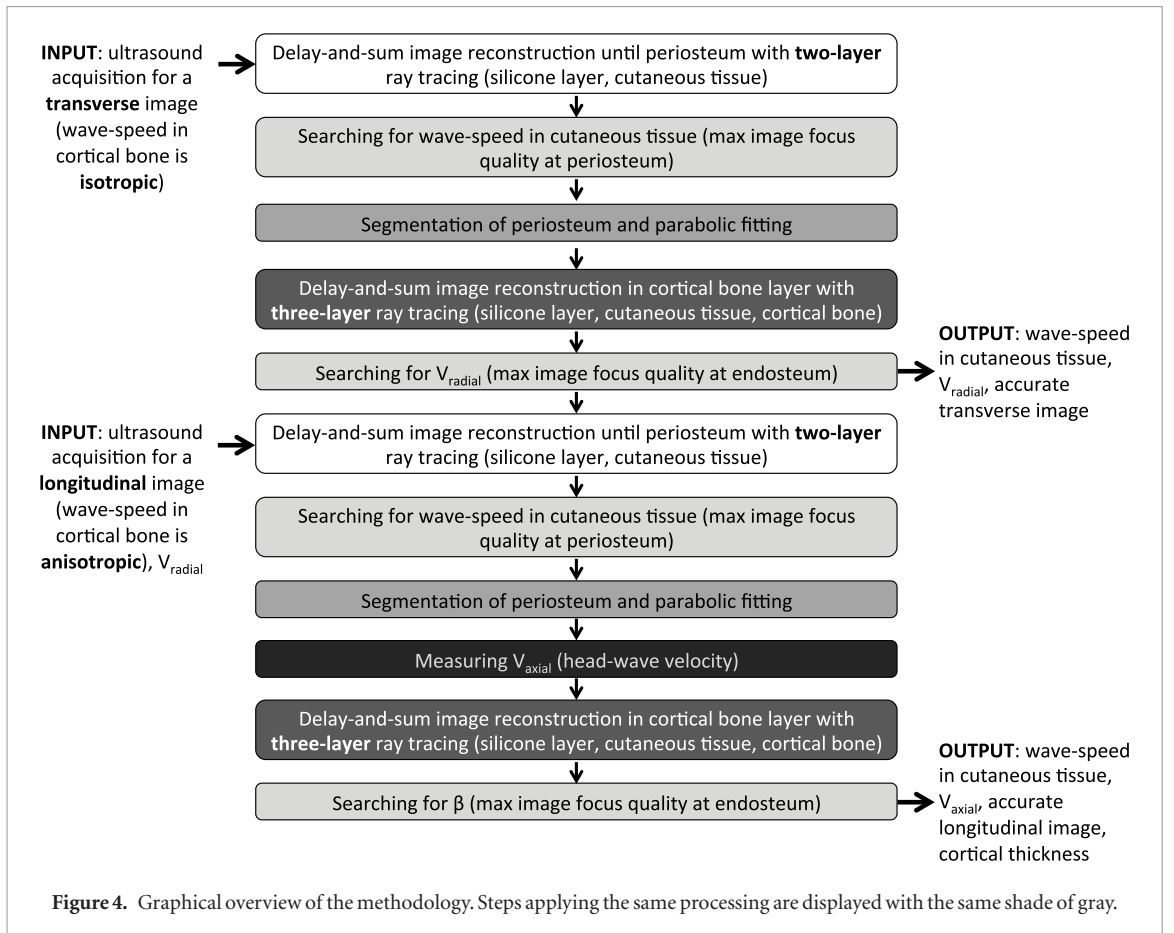 INPUT: ultrasound
acquisition for a
transverse image
(wave-speed in
cortical bone is
isotropic)
Delay-and-sum image reconstruction until periosteum with two-layer
ray tracing (silicone layer, cutaneous tissue)
Searching for wave-speed in cutaneous tissue (max image focus
quality at periosteum)
Segmentation of periosteum and parabolic fitting
Delay-and-sum image reconstruction in cortical bone layer with
three-layer ray tracing (silicone layer, cutaneous tissue, cortical bone)
Searching for Vradial (max image focus quality at endosteum)
OUTPUT: wave-speed
in cutaneous tissue,
Vradial, accurate
transverse image
INPUT: ultrasound
acquisition for a
longitudinal image
(wave-speed in
cortical bone is
anisotropic), Vradial
Delay-and-sum image reconstruction until periosteum with two-layer
ray tracing (silicone layer, cutaneous tissue)
Searching for wave-speed in cutaneous tissue (max image focus
quality at periosteum)
Segmentation of periosteum and parabolic fitting
Measuring Vaxial (head-wave velocity)
Delay-and-sum image reconstruction in cortical bone layer with
three-layer ray tracing (silicone layer, cutaneous tissue, cortical bone)
Searching for β (max image focus quality at endosteum)
OUTPUT: wave-speed
in cutaneous tissue,
Vaxial, accurate
longitudinal image,
cortical thickness
Figure 4. Graphical overview of the methodology. Steps applying the same processing are displayed with the same shade of gray.